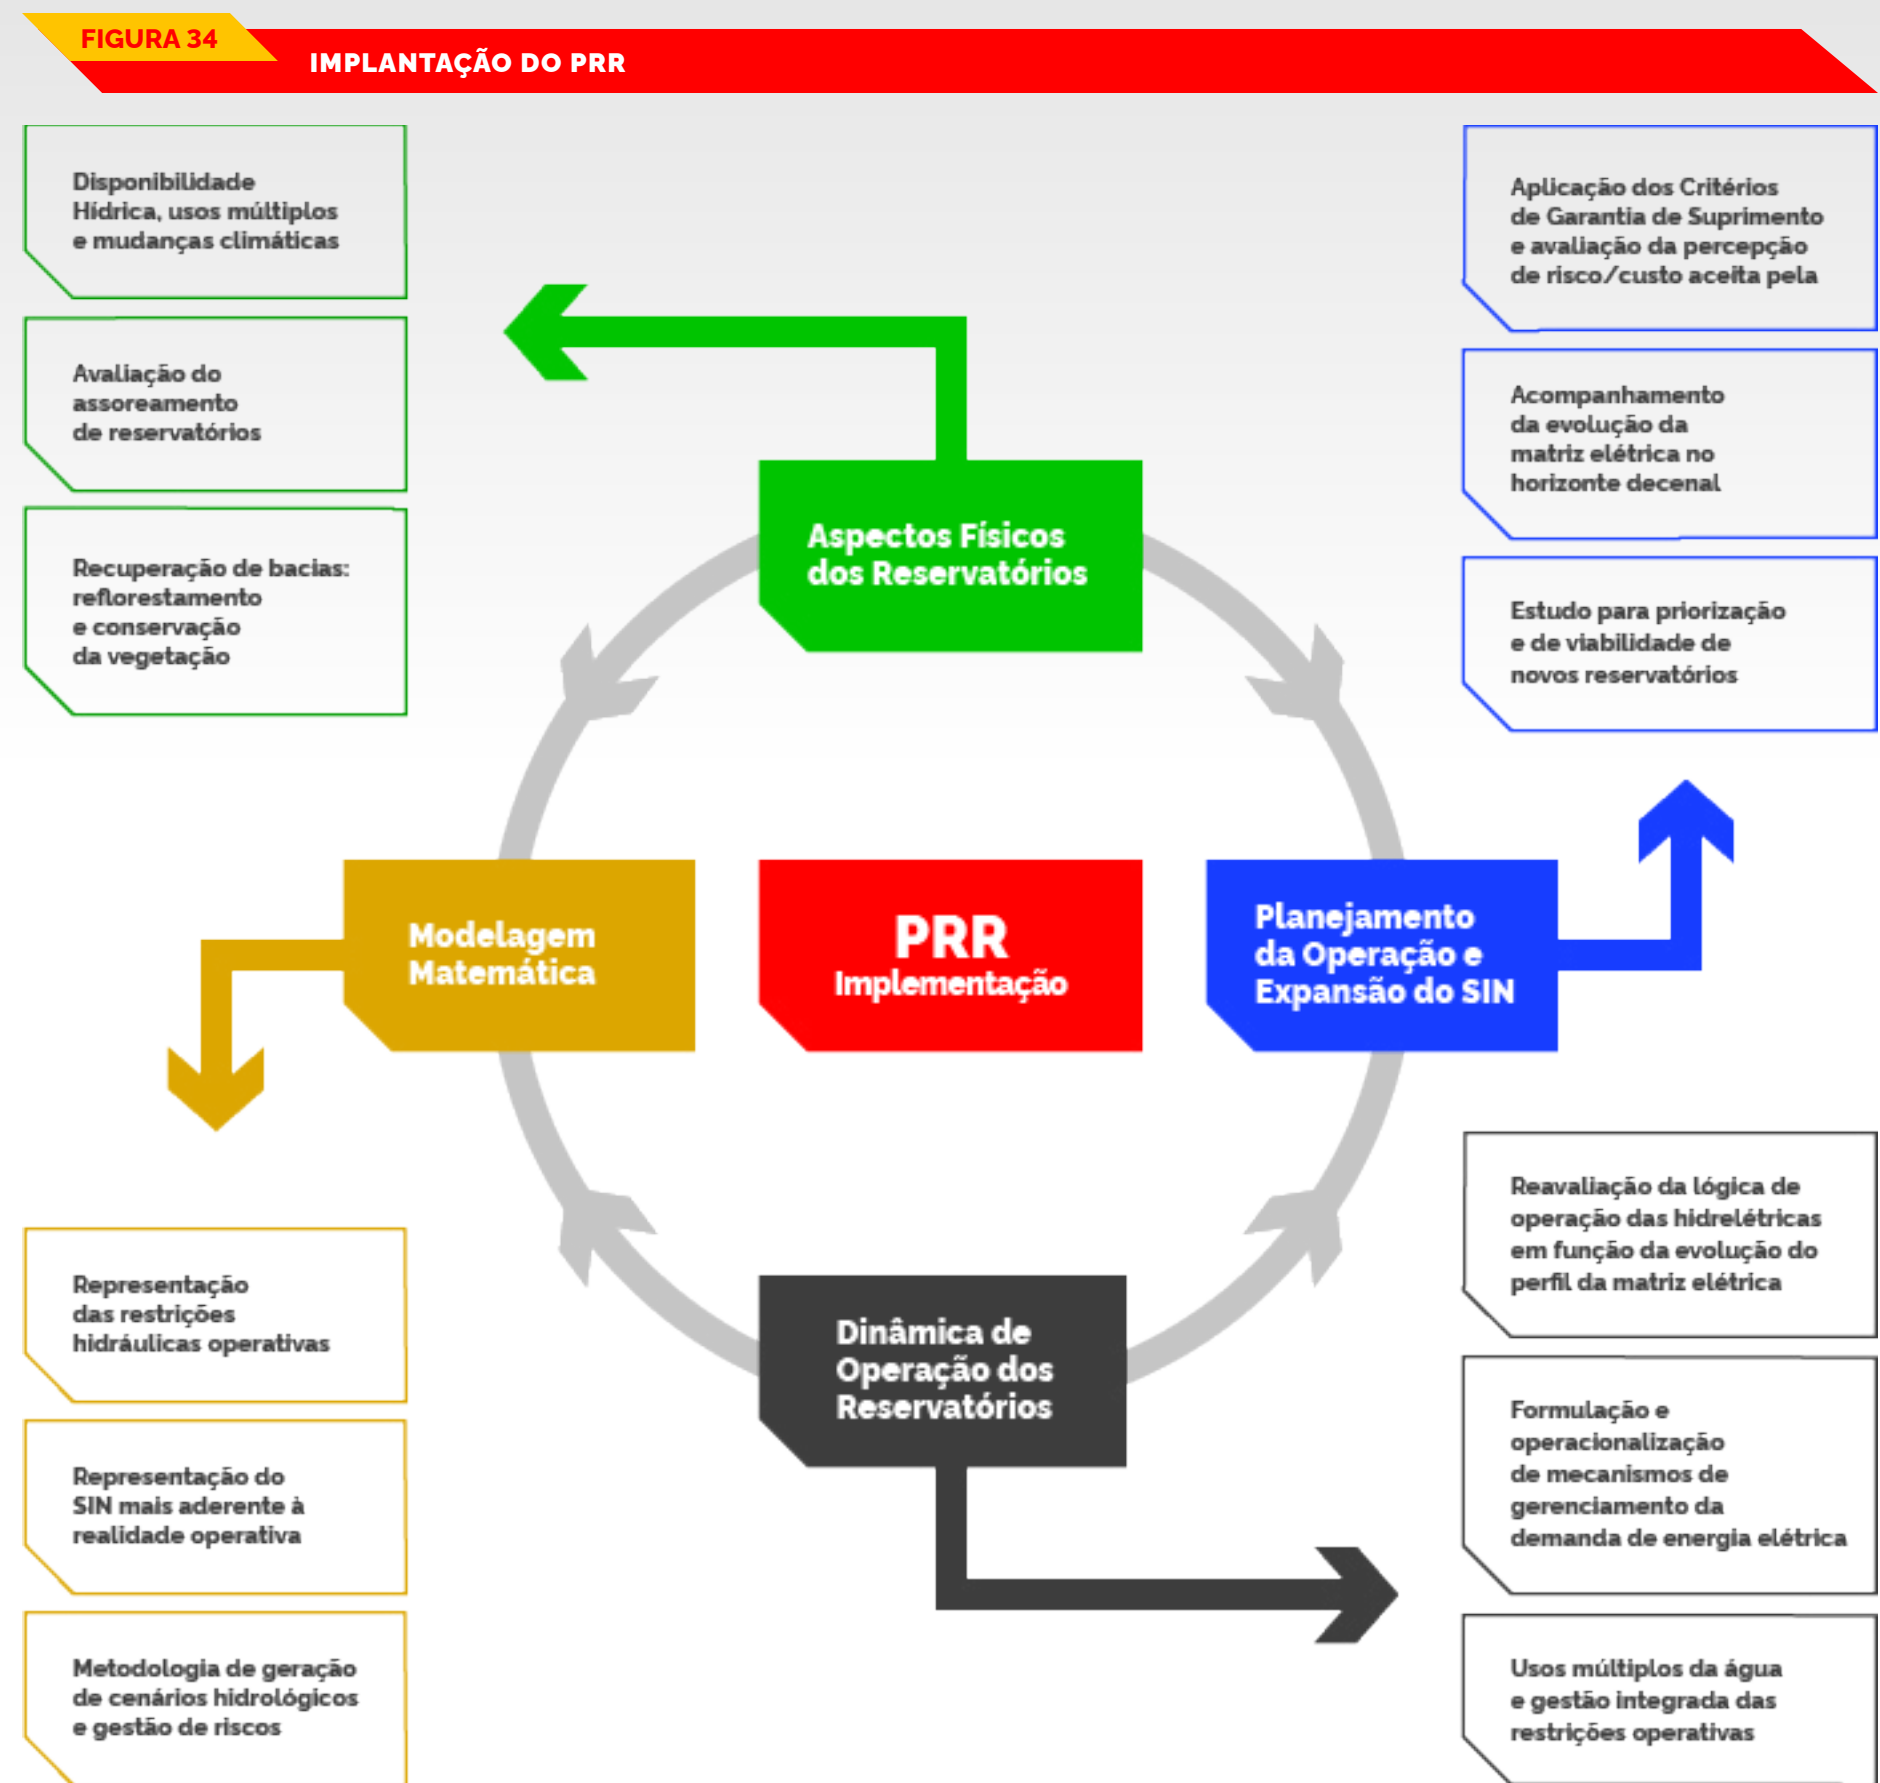 FIGURA 34
IMPLANTAÇÃO DO PRR
Disponibilidade
Hídrica, usos múltiplos
e mudanças climáticas
Avaliação do
assoreamento
de reservatórios
Recuperação de bacias:
reflorestamento
e conservação
da vegetação
Aspectos Físicos
dos Reservatórios
Aplicação dos Critérios
de Garantia de Suprimento
e avaliação da percepção
de risco/custo aceita pela
Acompanhamento
da evolução da
matriz elétrica no
horizonte decenal
Estudo para priorização
e de viabilidade de
novos reservatórios
Modelagem
Matemática
PRR
Implementação
Planejamento
da Operação e
Expansão do SIN
Representação
das restrições
hidráulicas operativas
Representação do
SIN mais aderente à
realidade operativa
Metodologia de geração
de cenários hidrológicos
e gestão de riscos
Dinâmica de
Operação dos
Reservatórios
Reavaliação da lógica de
operação das hidrelétricas
em função da evolução do
perfil da matriz elétrica
Formulação e
operacionalização
de mecanismos de
gerenciamento da
demanda de energia elétrica
Usos múltiplos da água
e gestão integrada das
restrições operativas